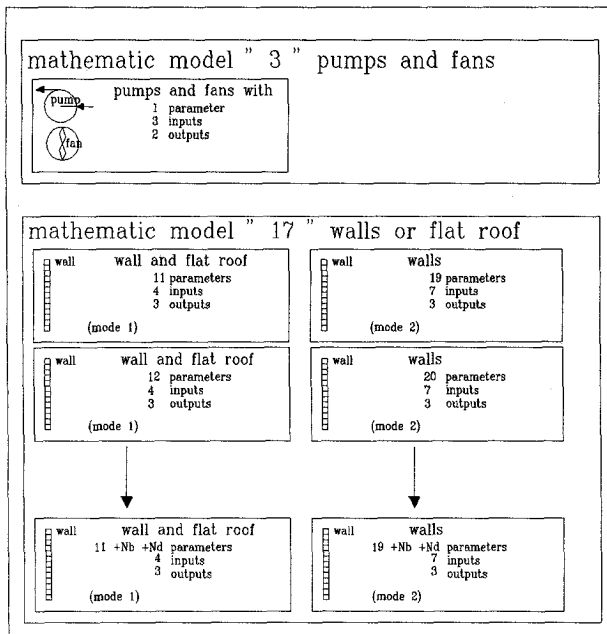 mathematic model " 3 " pumps and fans
pump
fan
pumps and fans with
1 parameter
3 inputs
2 outputs
mathematic model " 17 " walls or flat roof
wall
wall and flat roof
11 parameters
4 inputs
3 outputs
(mode 1)
wall
walls
19 parameters
7 inputs
3 outputs
(mode 2)
wall
wall and flat roof
12 parameters
4 inputs
3 outputs
(mode 1)
wall
walls
20 parameters
7 inputs
3 outputs
(mode 2)
wall
wall and flat roof
11 +Nb +Nd parameters
4 inputs
3 outputs
(mode 1)
wall
walls
19 +Nb +Nd parameters
7 inputs
3 outputs
(mode 2)